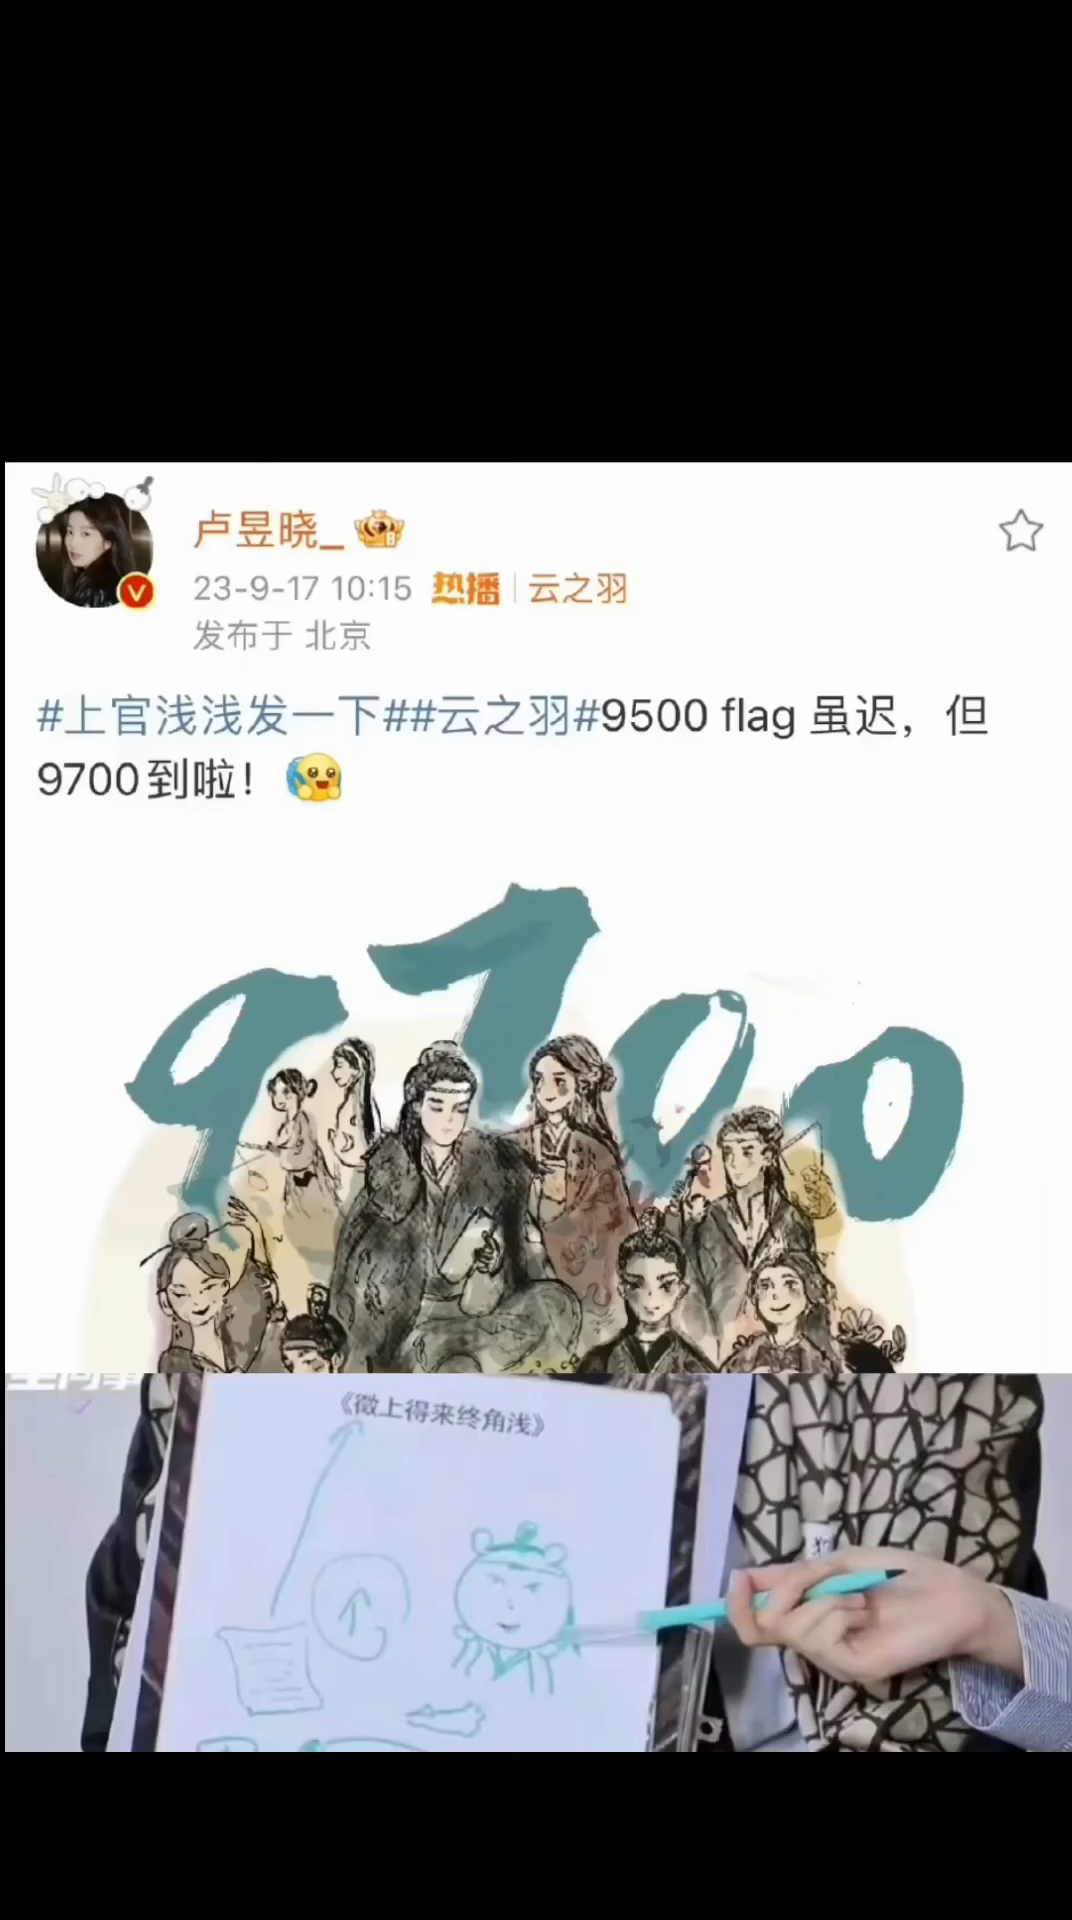 卢昱晓_
23-9-17 10:15 热播 | 云之羽
发布于 北京
#上官浅浅发一下##云之羽#9500 flag 虽迟，但
9700到啦！
9700
《徵上得来终角浅》
个